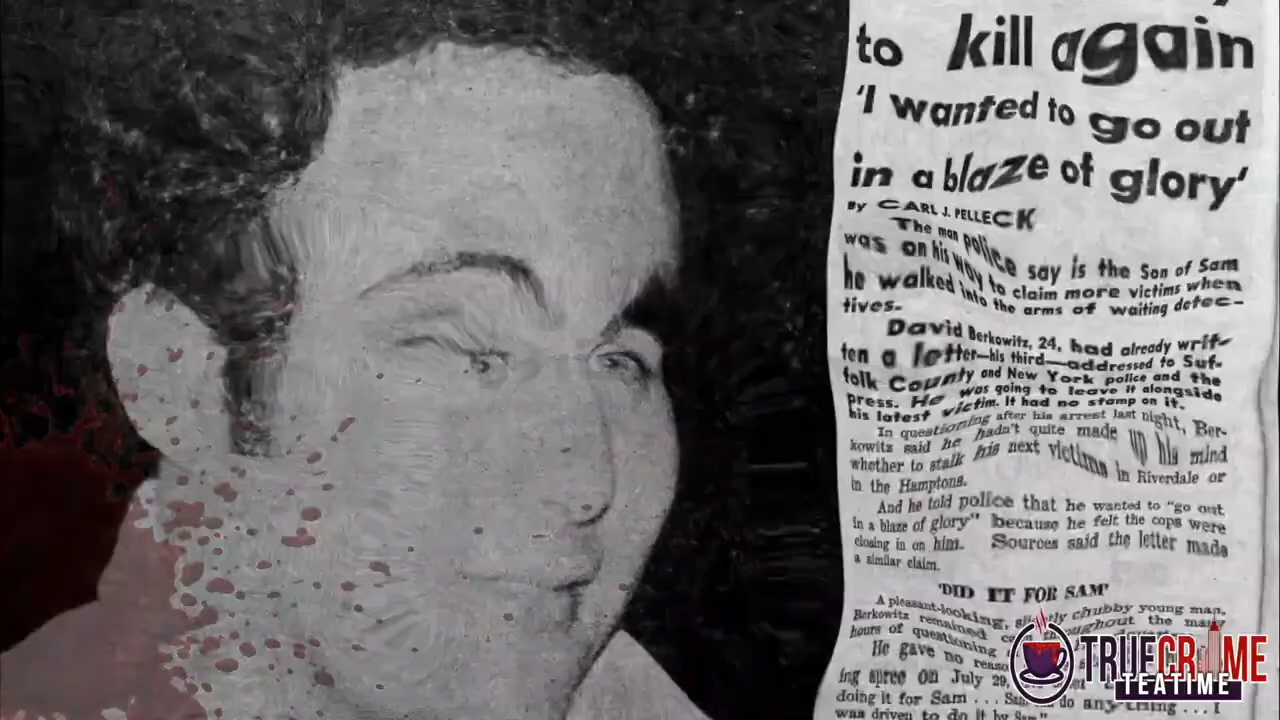 to kill again
'I wanted to go out
in a blaze of glory'
By CARL J. PELLECK
The man police say is the Son of Sam
was on his way to claim more victims when
he walked into the arms of waiting detec-
tives.
David Berkowitz, 24, had already writ-
ten a letter—his third—addressed to Suf-
folk County and New York police and the
press. He was going to leave it alongside
his latest victim. It had no stamp on it.
In questioning after his arrest last night, Ber-
kowitz said he hadn't quite made up his mind
whether to stalk his next victims in Riverdale or
in the Hamptons.
And he told police that he wanted to "go out
in a blaze of glory" because he felt the cops were
closing in on him. Sources said the letter made
a similar claim.
'DID IT FOR SAM'
A pleasant-looking, slightly chubby young man,
Berkowitz remained throughout the many
hours of questioning
He gave no
ing spree on July 29,
doing it for Sam . . . do anything . . . I
was driven to do it by Sam"
TRUE CRIME
TEATIME